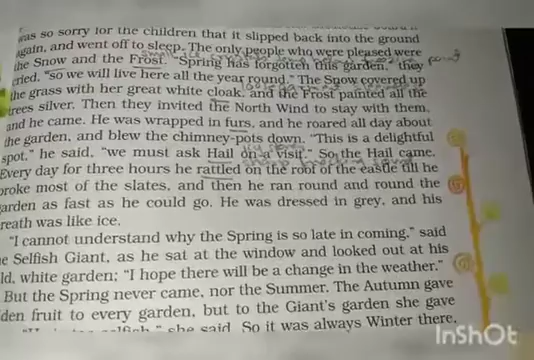 was so sorry for the children that it slipped back into the ground
again, and went off to sleep. The only people who were pleased were
the Snow and the Frost. "Spring has forgotten this garden," they
cried, "so we will live here all the year round." The Snow covered up
the grass with her great white cloak, and the Frost painted all the
trees silver. Then they invited the North Wind to stay with them,
and he came. He was wrapped in furs, and he roared all day about
the garden, and blew the chimney-pots down. "This is a delightful
spot," he said, "we must ask Hail on a visit." So the Hail came.
Every day for three hours he rattled on the roof of the castle till he
broke most of the slates, and then he ran round and round the
garden as fast as he could go. He was dressed in grey, and his
breath was like ice.
"I cannot understand why the Spring is so late in coming," said
the Selfish Giant, as he sat at the window and looked out at his
cold, white garden; "I hope there will be a change in the weather."
But the Spring never came, nor the Summer. The Autumn gave
golden fruit to every garden, but to the Giant's garden she gave
selfish," she said. So it was always Winter there,
InShOt